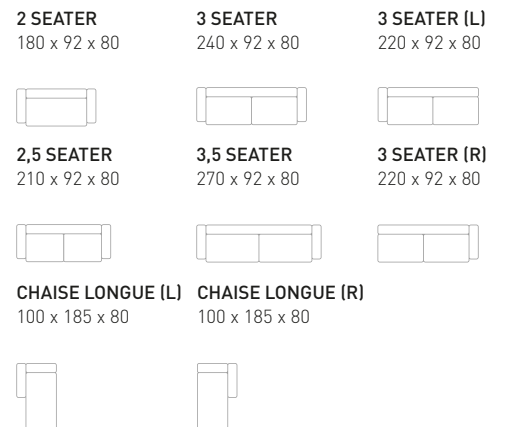 2 SEATER
180 x 92 x 80
3 SEATER
240 x 92 x 80
3 SEATER (L)
220 x 92 x 80
2,5 SEATER
210 x 92 x 80
3,5 SEATER
270 x 92 x 80
3 SEATER (R)
220 x 92 x 80
CHAISE LONGUE (L)
100 x 185 x 80
CHAISE LONGUE (R)
100 x 185 x 80